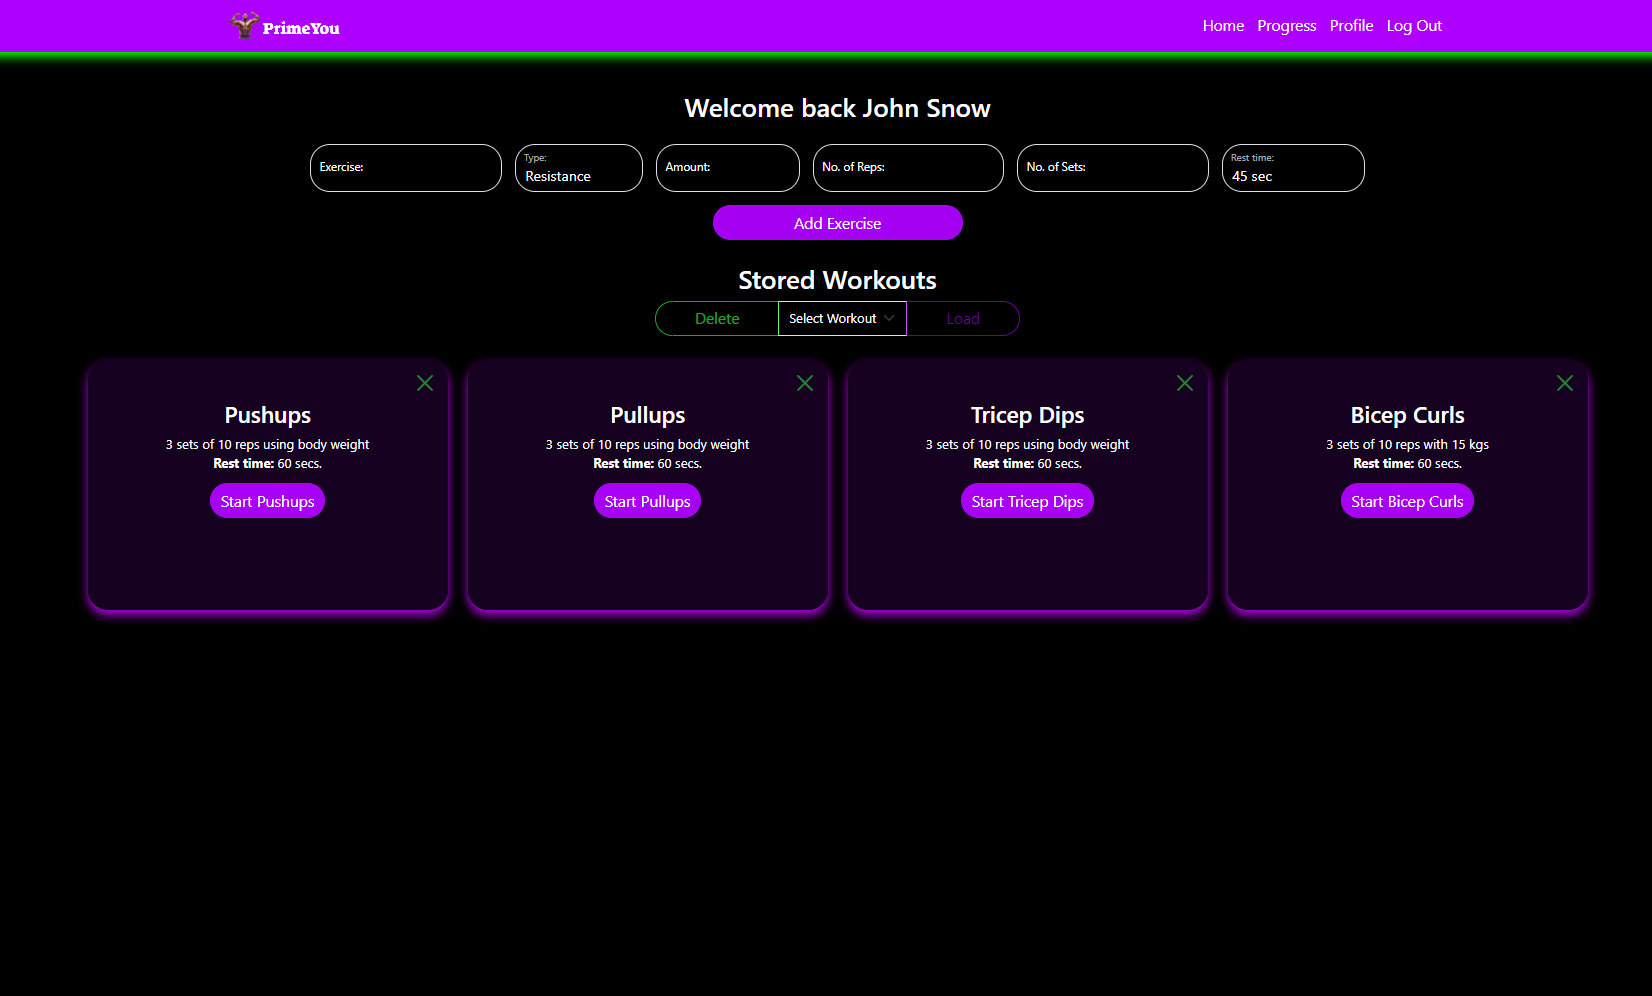 PrimeYou
Home Progress Profile Log Out
Welcome back John Snow
Exercise:
Type:
Resistance
Amount:
No. of Reps:
No. of Sets:
Rest time:
45 sec
Add Exercise
Stored Workouts
Delete
Select Workout
Load
Pushups
3 sets of 10 reps using body weight
Rest time: 60 secs.
Start Pushups
Pullups
3 sets of 10 reps using body weight
Rest time: 60 secs.
Start Pullups
Tricep Dips
3 sets of 10 reps using body weight
Rest time: 60 secs.
Start Tricep Dips
Bicep Curls
3 sets of 10 reps with 15 kgs
Rest time: 60 secs.
Start Bicep Curls